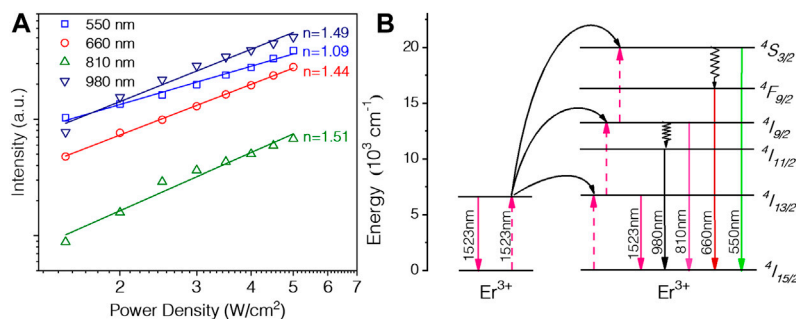 A
550 nm
660 nm
810 nm
980 nm
n=1.49
n=1.09
n=1.44
n=1.51
Intensity (a.u.)
2 3 4 5 6 7
Power Density (W/cm²)
B
Energy (10³ cm⁻¹)
20
15
10
5
0
⁴S₃/₂
⁴F₉/₂
⁴I₉/₂
⁴I₁₁/₂
⁴I₁₃/₂
⁴I₁₅/₂
1523nm
1523nm
1523nm
980nm
810nm
660nm
550nm
Er³⁺
Er³⁺